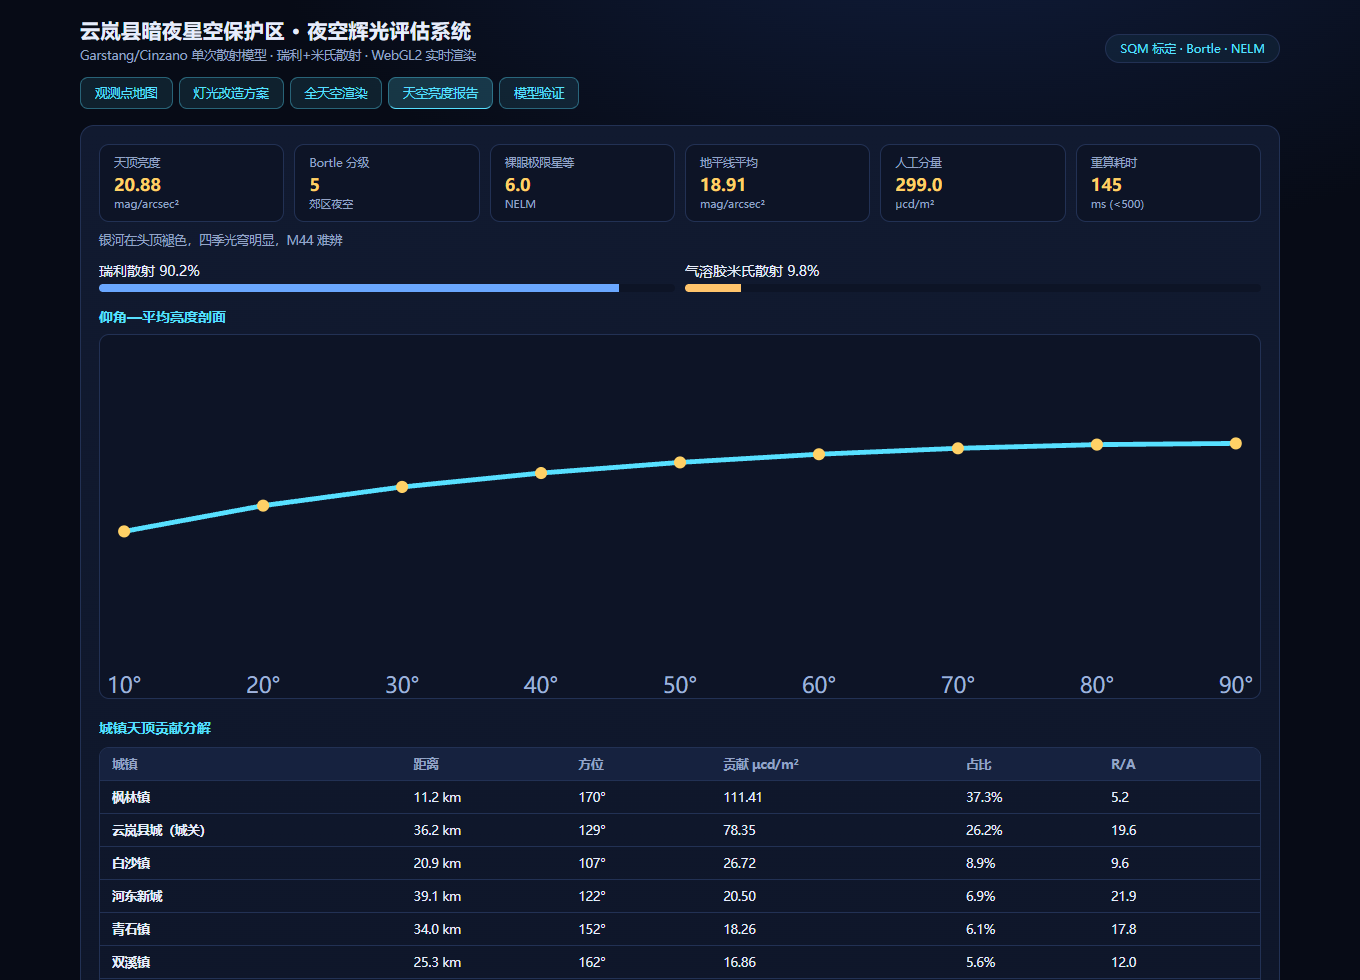 云岚县暗夜星空保护区 · 夜空辉光评估系统
Garstang/Cinzano 单次散射模型 · 瑞利+米氏散射 · WebGL2 实时渲染
SQM 标定 · Bortle · NELM
观测点地图 灯光改造方案 全天空渲染 天空亮度报告 模型验证
天顶亮度 Bortle 分级 裸眼极限星等 地平线平均 人工分量 重算耗时
20.88 5 6.0 18.91 299.0 145
mag/arcsec² 郊区夜空 NELM mag/arcsec² μcd/m² ms (<500)
银河在头顶褪色，四季光弯明显，M44 难辨
瑞利散射 90.2% 气溶胶米氏散射 9.8%
仰角—平均亮度剖面
10° 20° 30° 40° 50° 60° 70° 80° 90°
城镇天顶贡献分解
城镇 距离 方位 贡献 μcd/m² 占比 R/A
枫林镇 11.2 km 170° 111.41 37.3% 5.2
云岚县城（城关） 36.2 km 129° 78.35 26.2% 19.6
白沙镇 20.9 km 107° 26.72 8.9% 9.6
河东新城 39.1 km 122° 20.50 6.9% 21.9
青石镇 34.0 km 152° 18.26 6.1% 17.8
双溪镇 25.3 km 162° 16.86 5.6% 12.0